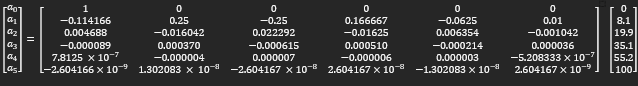 [a₀] [1 0 0 0 0 0] [0]
[a₁] [−0.114166 0.25 −0.25 0.166667 −0.0625 0.01] [8.1]
[a₂] [0.004688 −0.016042 0.022292 −0.01625 0.006354 −0.001042] [19.9]
[a₃] = [−0.000089 0.000370 −0.000615 0.000510 −0.000214 0.000036] [35.1]
[a₄] [7.8125 × 10⁻⁷ −0.000004 0.000007 −0.000006 0.000003 −5.208333 × 10⁻⁷] [55.2]
[a₅] [−2.604166 × 10⁻⁹ 1.302083 × 10⁻⁸ −2.604167 × 10⁻⁸ 2.604167 × 10⁻⁸ −1.302083 × 10⁻⁸ 2.604167 × 10⁻⁹] [100]